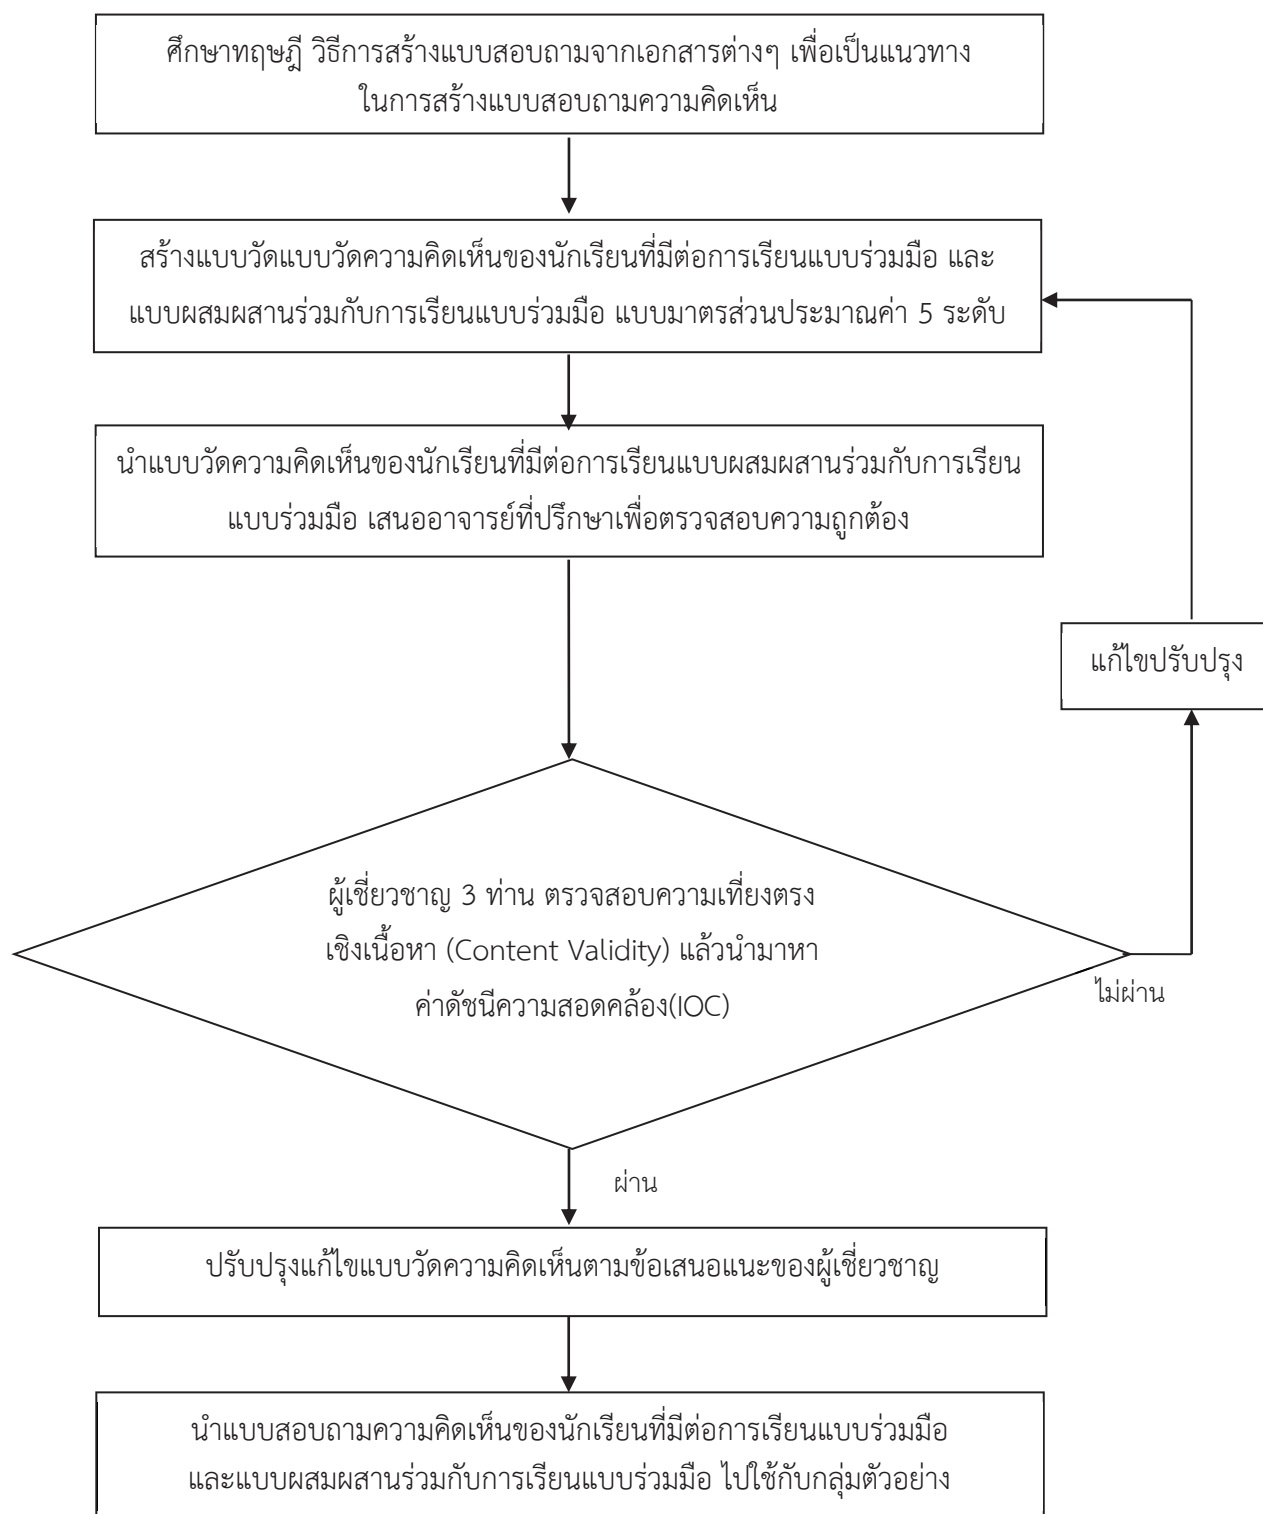 ศึกษาทฤษฎี วิธีการสร้างแบบสอบถามจากเอกสารต่างๆ เพื่อเป็นแนวทาง
ในการสร้างแบบสอบถามความคิดเห็น
สร้างแบบวัดแบบวัดความคิดเห็นของนักเรียนที่มีต่อการเรียนแบบร่วมมือ และ
แบบผสมผสานร่วมกับการเรียนแบบร่วมมือ แบบมาตรส่วนประมาณค่า 5 ระดับ
นำแบบวัดความคิดเห็นของนักเรียนที่มีต่อการเรียนแบบผสมผสานร่วมกับการเรียน
แบบร่วมมือ เสนออาจารย์ที่ปรึกษาเพื่อตรวจสอบความถูกต้อง
แก้ไขปรับปรุง
ผู้เชี่ยวชาญ 3 ท่าน ตรวจสอบความเที่ยงตรง
เชิงเนื้อหา (Content Validity) แล้วนำมาหา
ค่าดัชนีความสอดคล้อง(IOC)
ไม่ผ่าน
ผ่าน
ปรับปรุงแก้ไขแบบวัดความคิดเห็นตามข้อเสนอแนะของผู้เชี่ยวชาญ
นำแบบสอบถามความคิดเห็นของนักเรียนที่มีต่อการเรียนแบบร่วมมือ
และแบบผสมผสานร่วมกับการเรียนแบบร่วมมือ ไปใช้กับกลุ่มตัวอย่าง